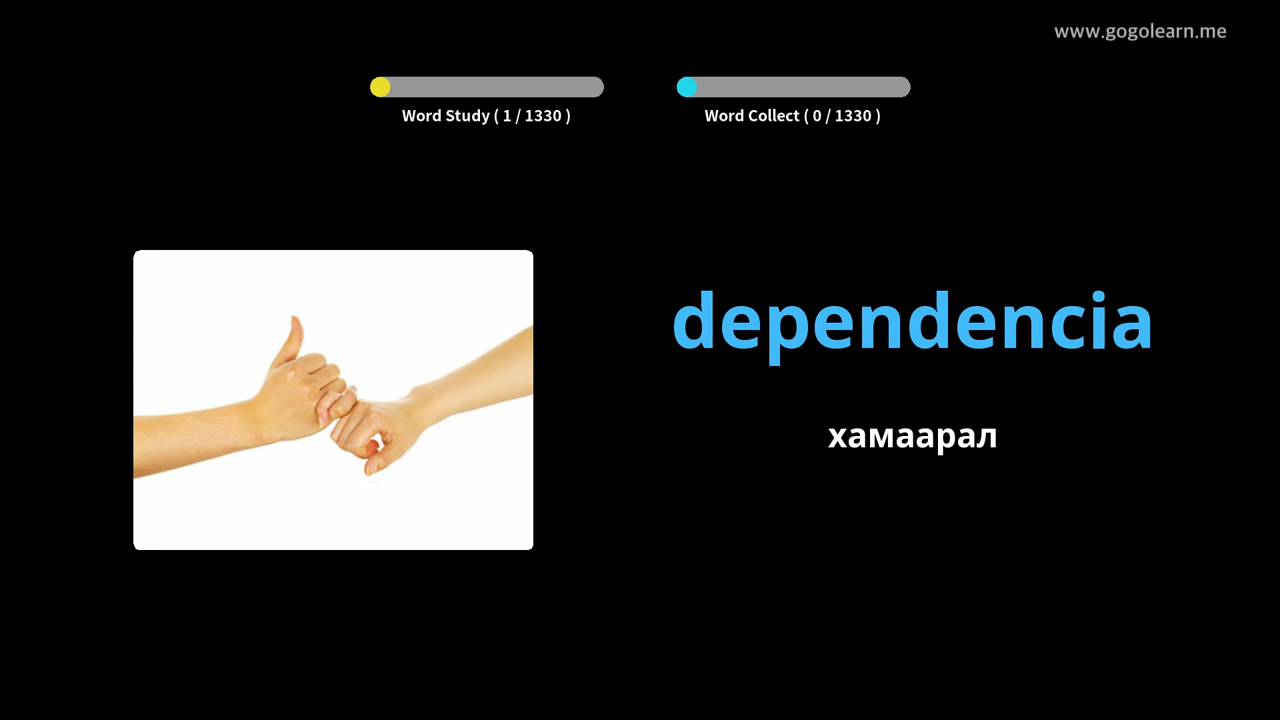 www.gogolearn.me
Word Study ( 1 / 1330 )
Word Collect ( 0 / 1330 )
dependencia
хамаарал